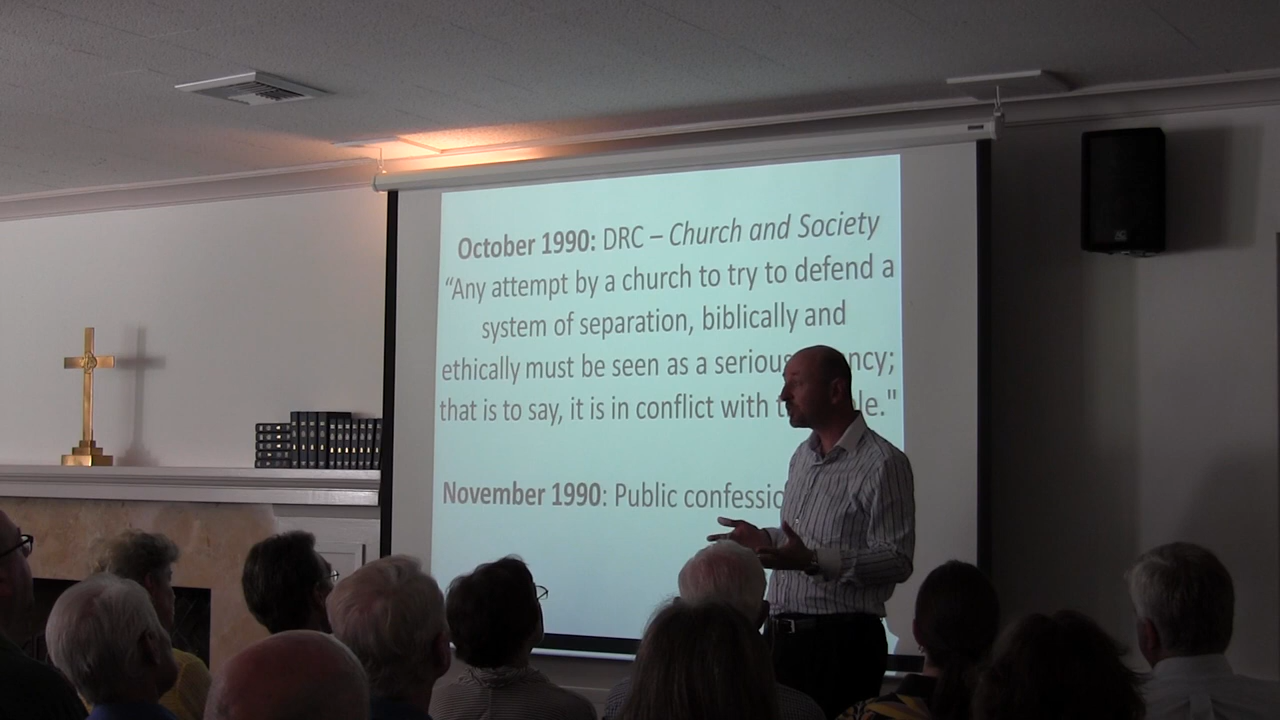 October 1990: DRC – Church and Society
“Any attempt by a church to try to defend a
system of separation, biblically and
ethically must be seen as a serious
that is to say, it is in conflict with
November 1990: Public